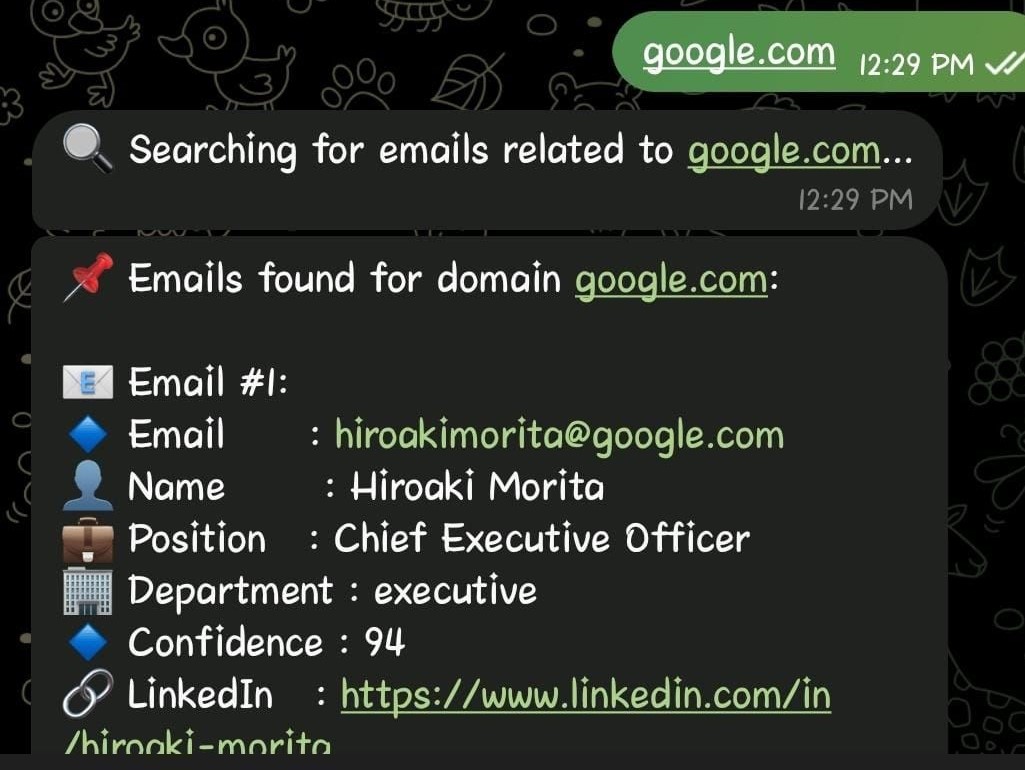 google.com 12:29 PM
Searching for emails related to google.com...
12:29 PM
Emails found for domain google.com:
Email #1:
Email : hiroakimorita@google.com
Name : Hiroaki Morita
Position : Chief Executive Officer
Department : executive
Confidence : 94
LinkedIn : https://www.linkedin.com/in
/hiroaki-morita